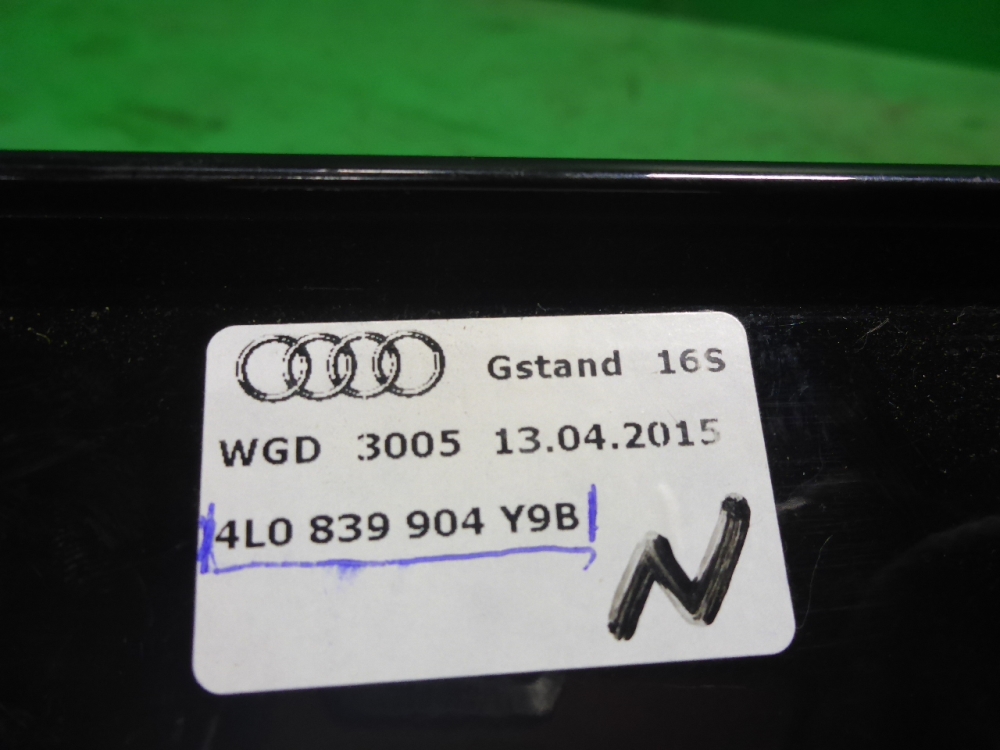 Gstand 16S
WGD 3005 13.04.2015
4L0 839 904 Y9B
N